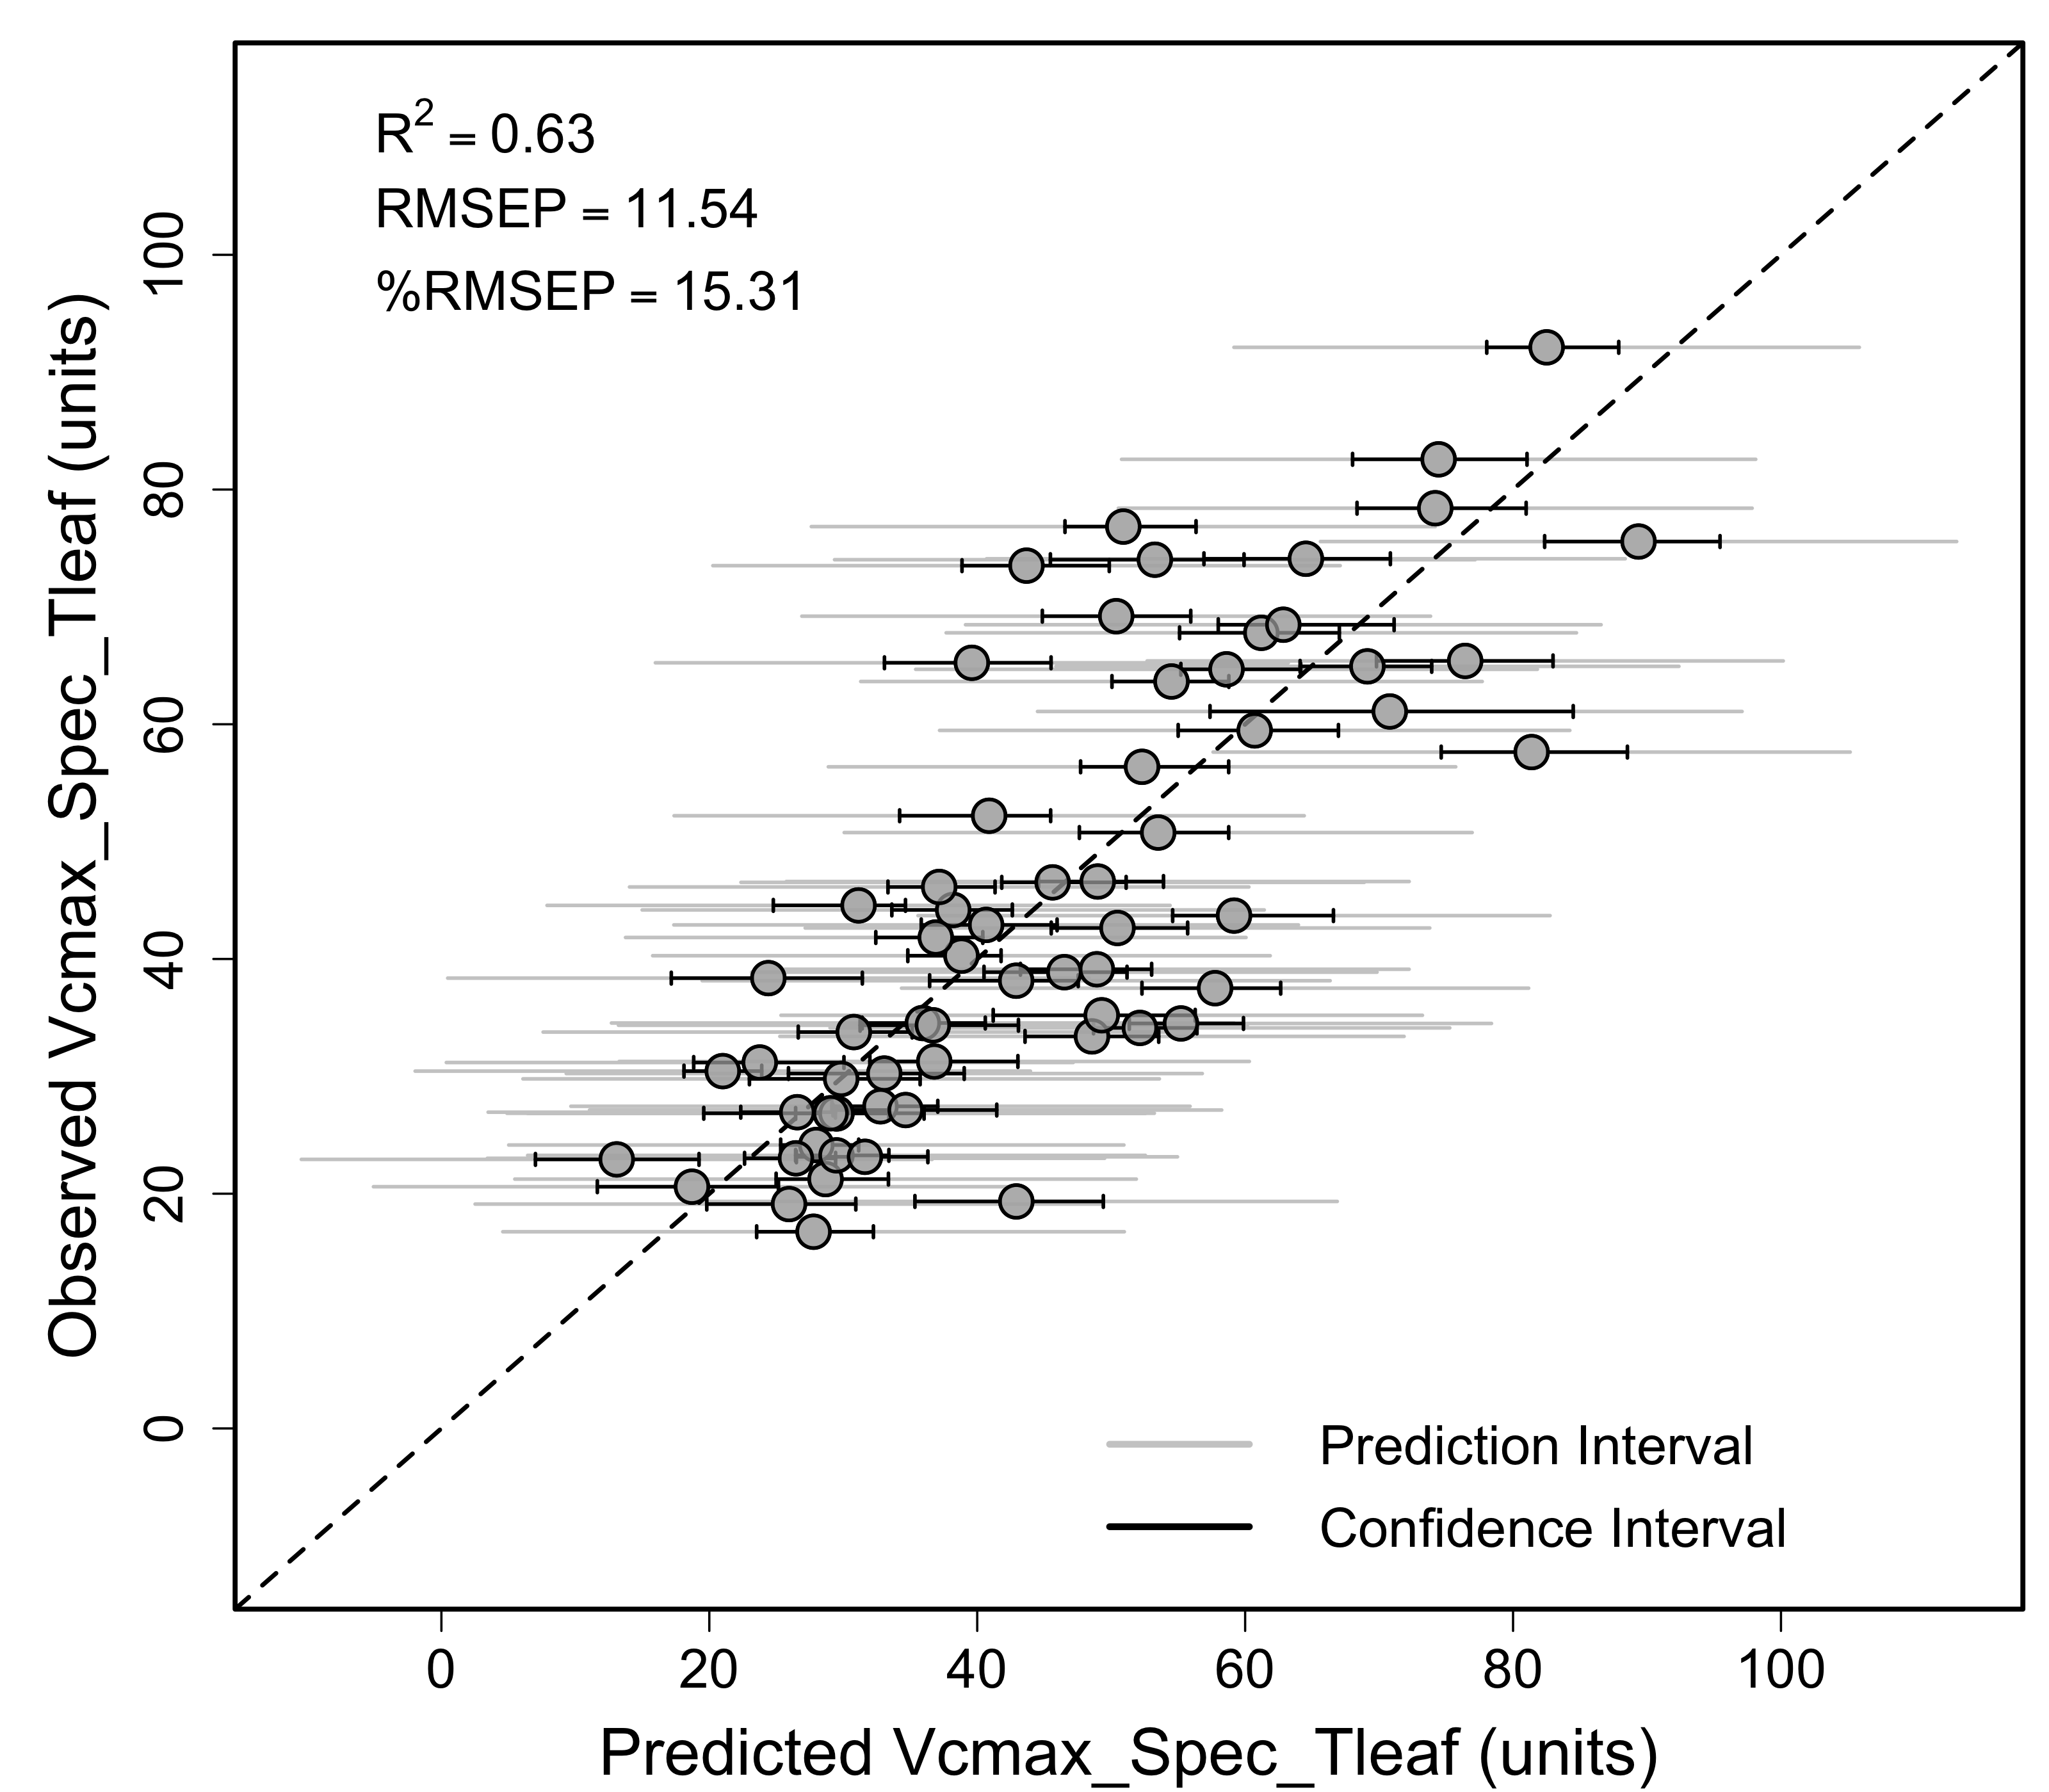 R² = 0.63
RMSEP = 11.54
%RMSEP = 15.31
Observed Vcmax_Spec_Tleaf (units)
100
80
60
40
20
0
Prediction Interval
Confidence Interval
0 20 40 60 80 100
Predicted Vcmax_Spec_Tleaf (units)